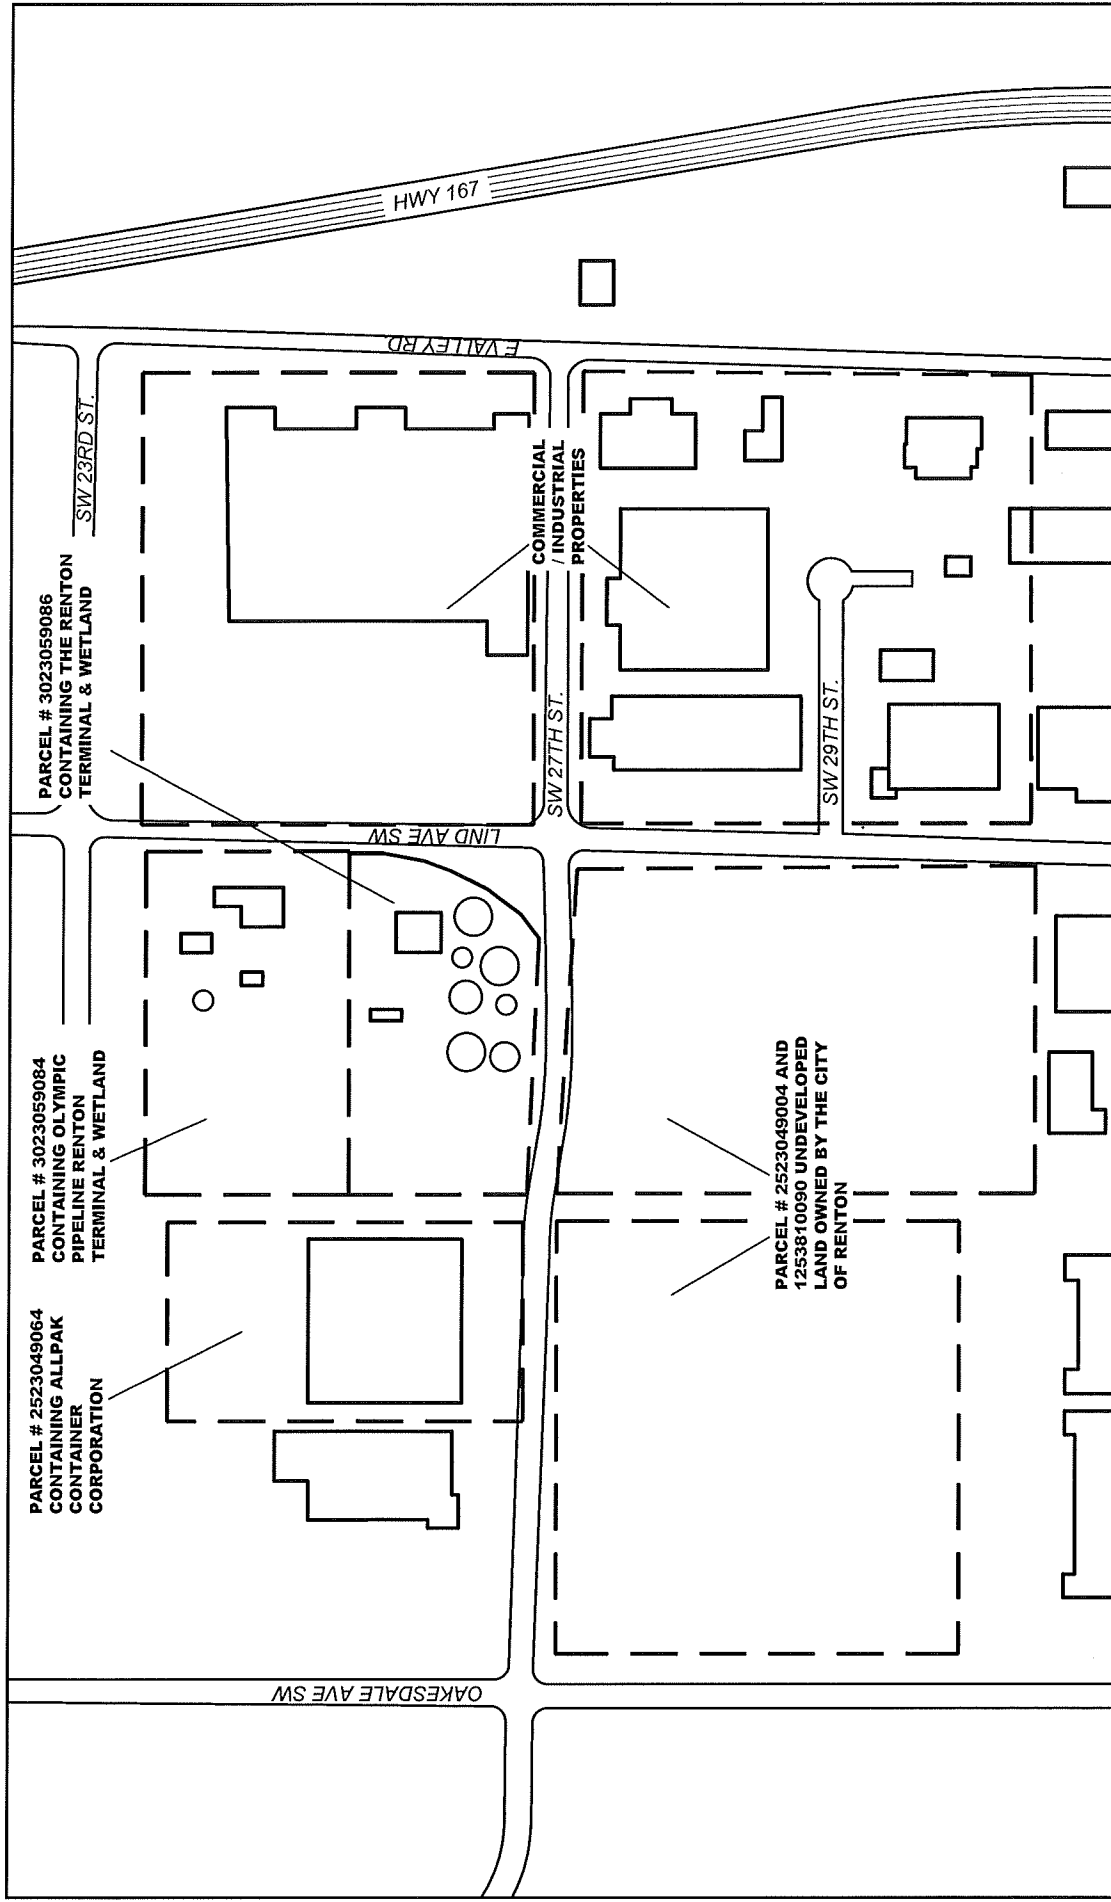 PARCEL # 2523049064
CONTAINING ALLPAK
CONTAINER
CORPORATION
PARCEL # 3023059084
CONTAINING OLYMPIC
PIPELINE RENTON
TERMINAL & WETLAND
PARCEL # 3023059086
CONTAINING THE RENTON
TERMINAL & WETLAND
SW 23RD ST.
HWY 167
E VALLEY RD.
LIND AVE SW
OAKESDALE AVE SW
COMMERCIAL
/ INDUSTRIAL
PROPERTIES
SW 27TH ST.
SW 29TH ST.
PARCEL # 2523049004 AND
1253810090 UNDEVELOPED
LAND OWNED BY THE CITY
OF RENTON